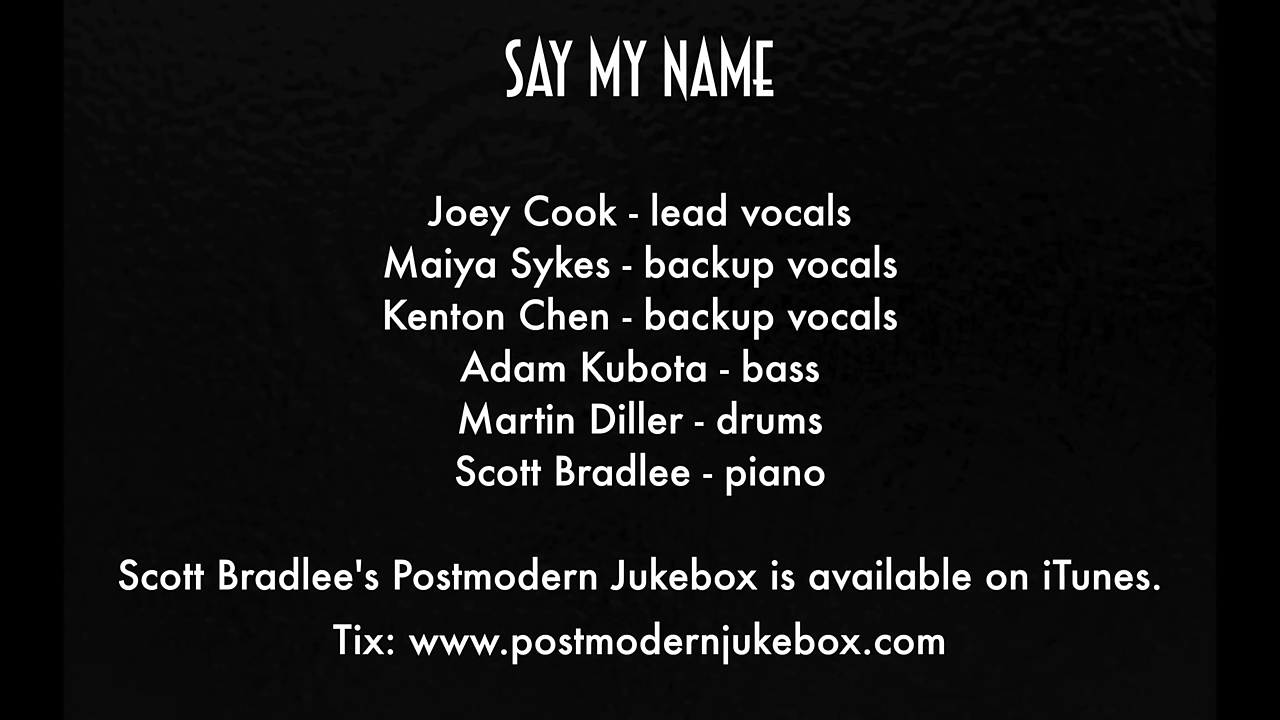 SAY MY NAME
Joey Cook - lead vocals
Maiya Sykes - backup vocals
Kenton Chen - backup vocals
Adam Kubota - bass
Martin Diller - drums
Scott Bradlee - piano
Scott Bradlee's Postmodern Jukebox is available on iTunes.
Tix: www.postmodernjukebox.com